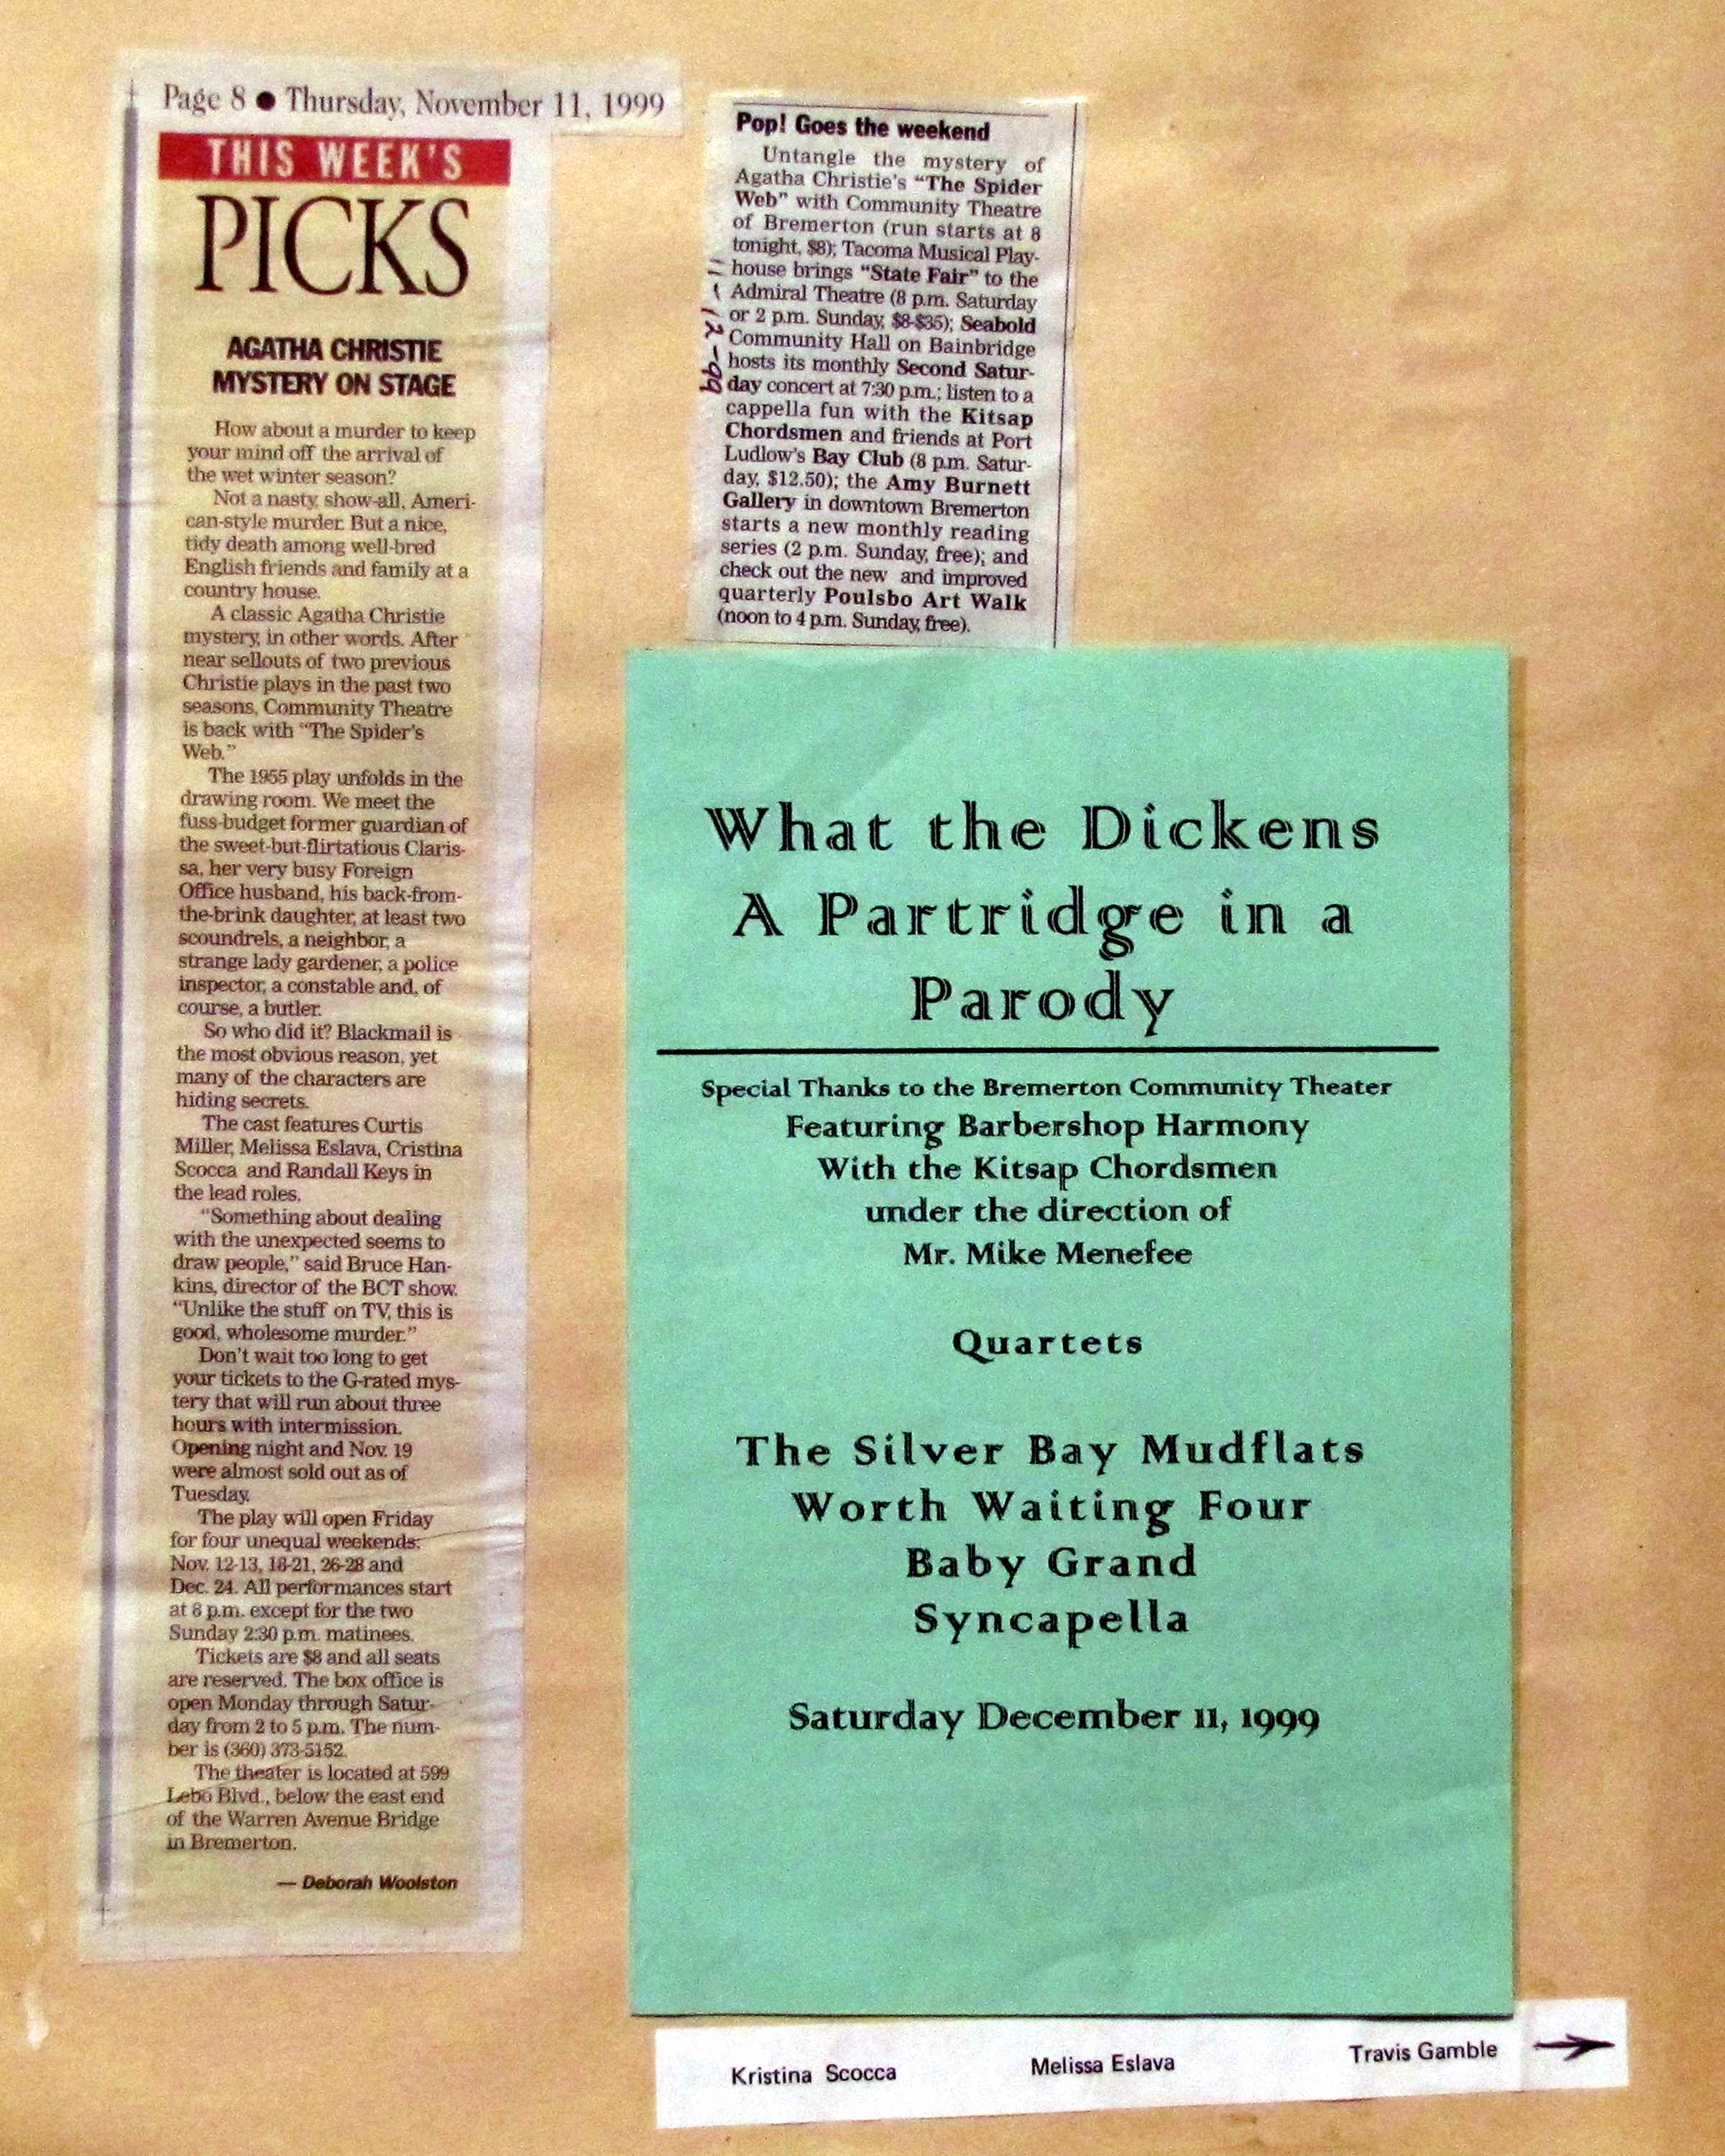 Page 8 ● Thursday, November 11, 1999
THIS WEEK'S
PICKS
AGATHA CHRISTIE
MYSTERY ON STAGE
How about a murder to keep
your mind off the arrival of
the wet winter season?
Not a nasty, show-all, Ameri-
can-style murder. But a nice,
tidy death among well-bred
English friends and family at a
country house.
A classic Agatha Christie
mystery, in other words. After
near sellouts of two previous
Christie plays in the past two
seasons, Community Theatre
is back with "The Spider's
Web."
The 1955 play unfolds in the
drawing room. We meet the
fuss-budget former guardian of
the sweet-but-flirtatious Claris-
sa, her very busy Foreign
Office husband, his back-from-
the-brink daughter, at least two
scoundrels, a neighbor, a
strange lady gardener, a police
inspector, a constable and, of
course, a butler.
So who did it? Blackmail is
the most obvious reason, yet
many of the characters are
hiding secrets.
The cast features Curtis
Miller, Melissa Eslava, Cristina
Scocca and Randall Keys in
the lead roles.
"Something about dealing
with the unexpected seems to
draw people," said Bruce Han-
kins, director of the BCT show.
"Unlike the stuff on TV, this is
good, wholesome murder."
Don't wait too long to get
your tickets to the G-rated mys-
tery that will run about three
hours with intermission.
Opening night and Nov. 19
were almost sold out as of
Tuesday.
The play will open Friday
for four unequal weekends:
Nov. 12-13, 18-21, 26-28 and
Dec. 24. All performances start
at 8 p.m. except for the two
Sunday 2:30 p.m. matinees.
Tickets are $8 and all seats
are reserved. The box office is
open Monday through Satur-
day from 2 to 5 p.m. The num-
ber is (360) 373-5152.
The theater is located at 599
Lebo Blvd., below the east end
of the Warren Avenue Bridge
in Bremerton.
— Deborah Woolston
Pop! Goes the weekend
Untangle the mystery of
Agatha Christie's "The Spider
Web" with Community Theatre
of Bremerton (run starts at 8
tonight, $8); Tacoma Musical Play-
house brings "State Fair" to the
Admiral Theatre (8 p.m. Saturday
or 2 p.m. Sunday, $8-$35); Seabold
Community Hall on Bainbridge
hosts its monthly Second Satur-
day concert at 7:30 p.m.; listen to a
cappella fun with the Kitsap
Chordsmen and friends at Port
Ludlow's Bay Club (8 p.m. Satur-
day, $12.50); the Amy Burnett
Gallery in downtown Bremerton
starts a new monthly reading
series (2 p.m. Sunday, free); and
check out the new and improved
quarterly Poulsbo Art Walk
(noon to 4 p.m. Sunday, free).
11-12-99
What the Dickens
A Partridge in a
Parody
Special Thanks to the Bremerton Community Theater
Featuring Barbershop Harmony
With the Kitsap Chordsmen
under the direction of
Mr. Mike Menefee
Quartets
The Silver Bay Mudflats
Worth Waiting Four
Baby Grand
Syncapella
Saturday December 11, 1999
Kristina Scocca Melissa Eslava Travis Gamble →